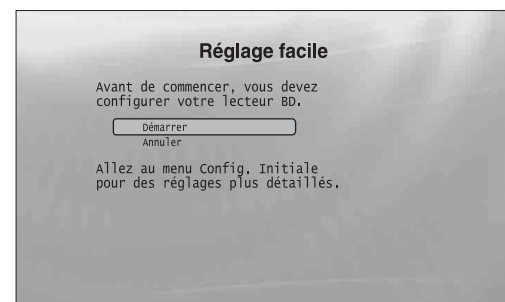 Réglage facile
Avant de commencer, vous devez
configurer votre lecteur BD.
Démarrer
Annuler
Allez au menu Config. Initiale
pour des réglages plus détaillés.